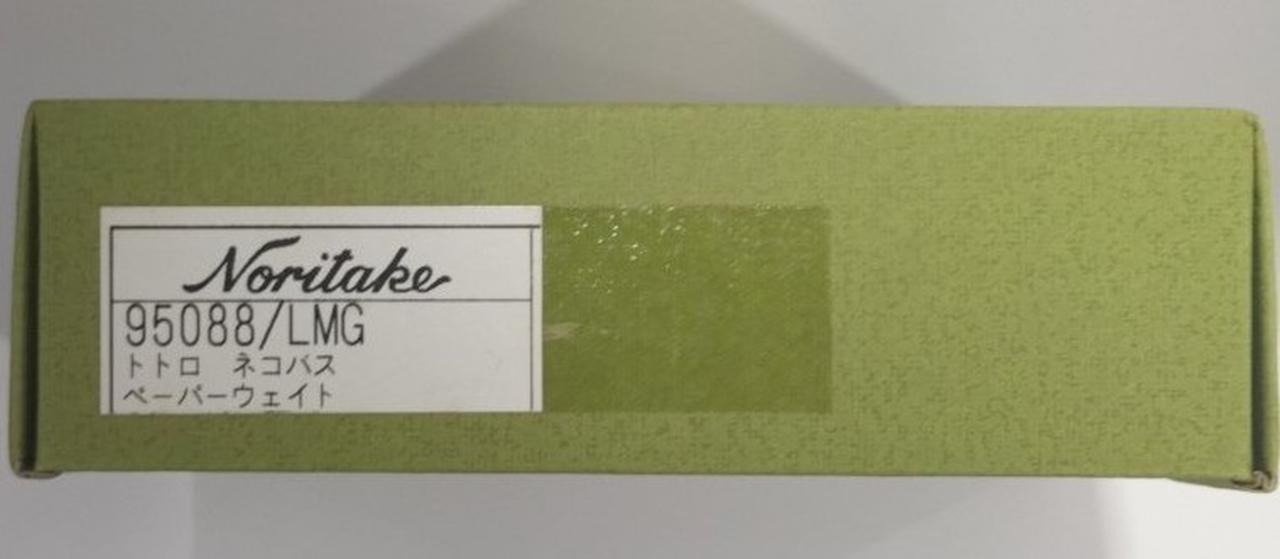 Noritake
95088/LMG
トトロ　ネコバス
ペーパーウェイト